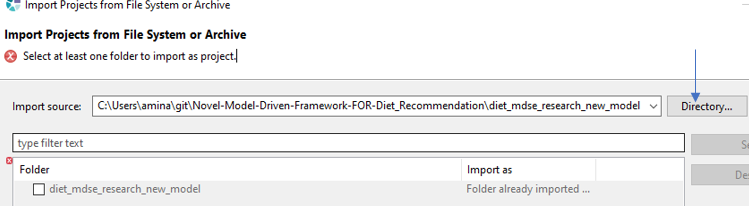 Import Projects from File System or Archive
Import Projects from File System or Archive
Select at least one folder to import as project.
Import source: C:\Users\amina\git\Novel-Model-Driven-Framework-FOR-Diet_Recommendation\diet_mdse_research_new_model Directory...
type filter text
Folder Import as
diet_mdse_research_new_model Folder already imported ...